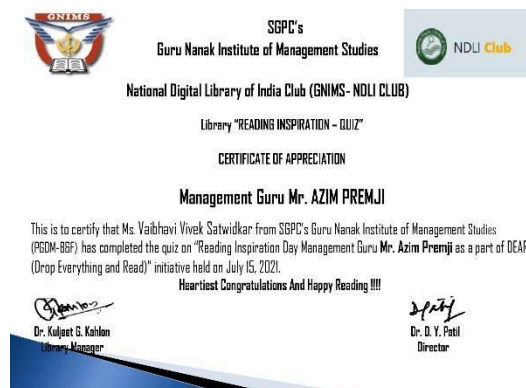 GNIMS
SGPC's
Guru Nanak Institute of Management Studies
NDLI Club
National Digital Library of India Club (GNIMS- NDLI CLUB)
Library "READING INSPIRATION – QUIZ"
CERTIFICATE OF APPRECIATION
Management Guru Mr. AZIM PREMJI
This is to certify that Ms. Vaibhavi Vivek Satwidkar from SGPC's Guru Nanak Institute of Management Studies
(PGDM-B&F) has completed the quiz on "Reading Inspiration Day Management Guru Mr. Azim Premji as a part of DEAR
(Drop Everything and Read)" initiative held on July 15, 2021.
Heartiest Congratulations And Happy Reading !!!!
Dr. Kuljeet G. Kahlon
Library Manager
Dr. D. Y. Patil
Director